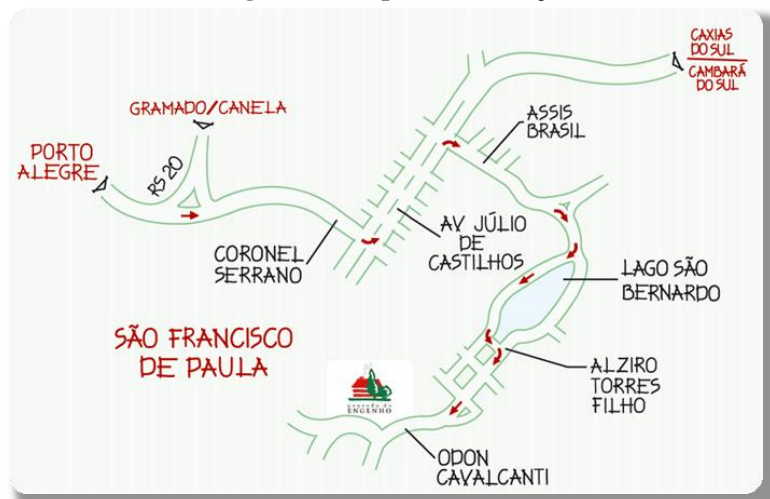 CAXIAS
DO SUL
CAMBARÁ
DO SUL
GRAMADO/CANELA
ASSIS
BRASIL
PORTO
ALEGRE
RS 20
AV JÚLIO
DE
CASTILHOS
CORONEL
SERRANO
LAGO SÃO
BERNARDO
SÃO FRANCISCO
DE PAULA
ALZIRO
TORRES
FILHO
ENGENHO
ODON
CAVALCANTI